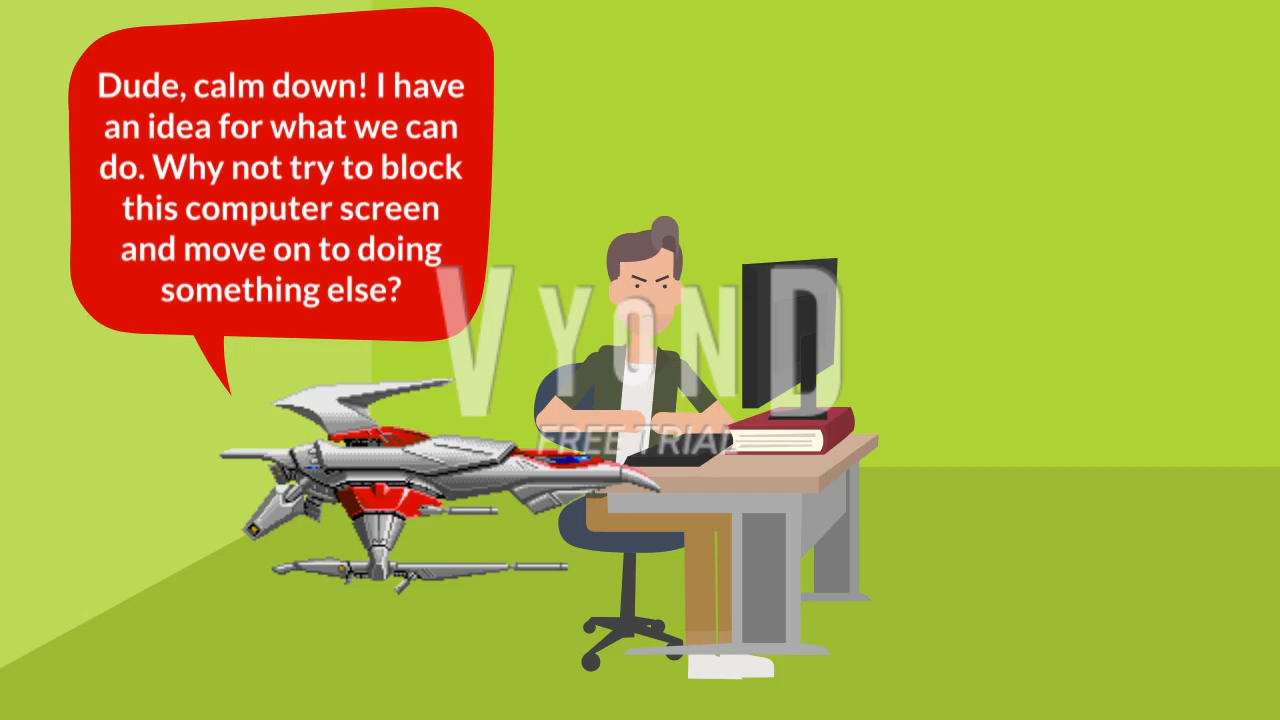 Dude, calm down! I have
an idea for what we can
do. Why not try to block
this computer screen
and move on to doing
something else?
VYOND
FREE TRIAL